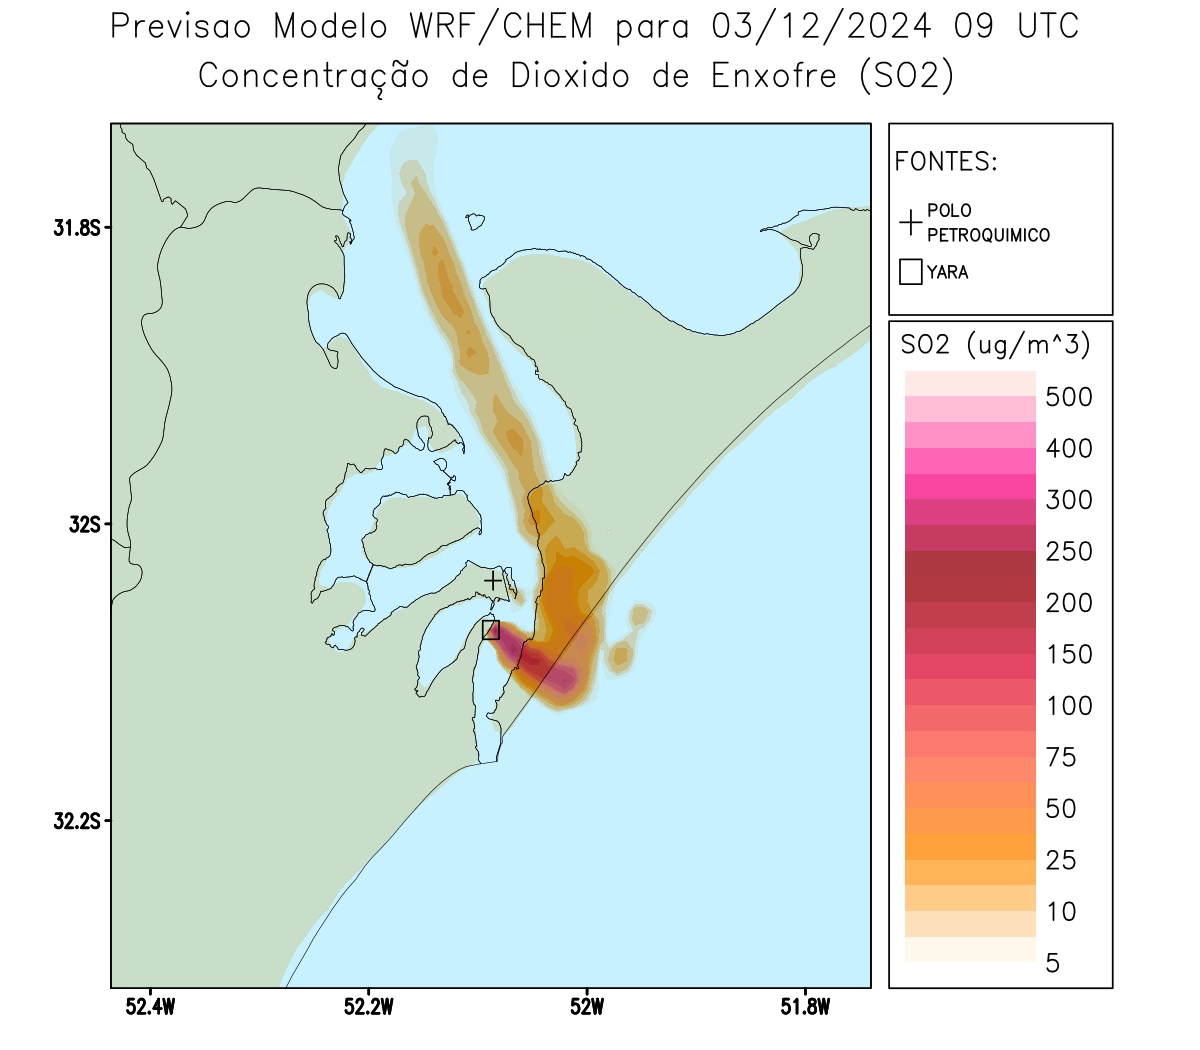 Previsao Modelo WRF/CHEM para 03/12/2024 09 UTC
Concentração de Dioxido de Enxofre (SO2)
FONTES:
POLO
PETROQUIMICO
YARA
SO2 (ug/m^3)
500
400
300
250
200
150
100
75
50
25
10
5
31.8S
32S
32.2S
52.4W
52.2W
52W
51.8W